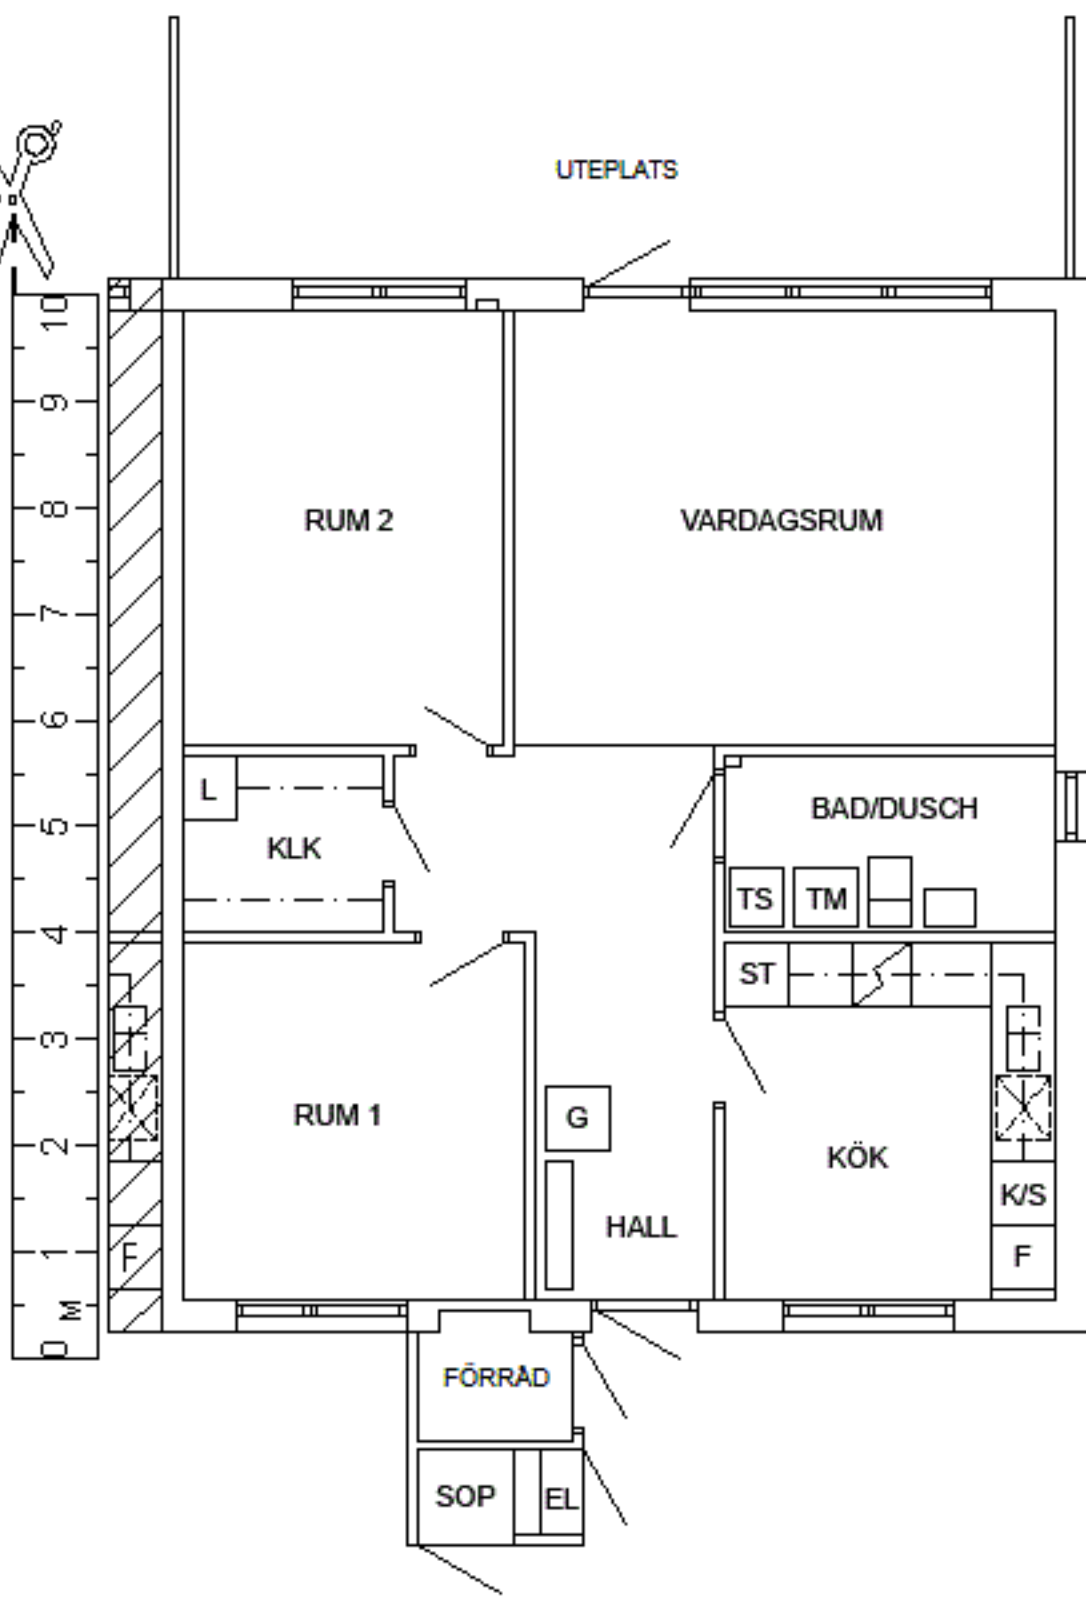 UTEPLATS
10
9
8
7
6
5
4
3
2
1
M
0
RUM 2
VARDAGSRUM
L
KLK
BAD/DUSCH
TS
TM
ST
RUM 1
G
HALL
KÖK
K/S
F
F
FÖRRÅD
SOP
EL